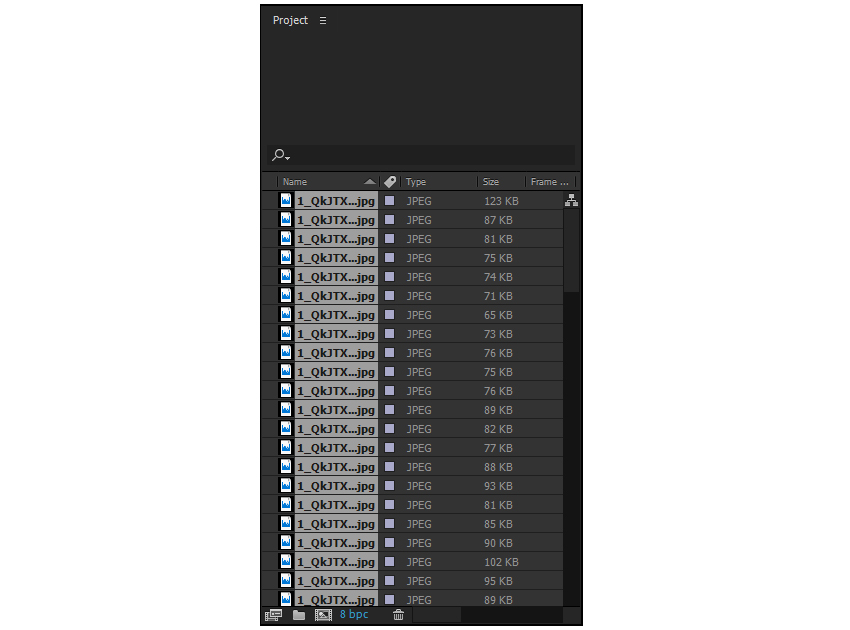 Project
Name Type Size Frame ...
1_QkJTX...jpg JPEG 123 KB
1_QkJTX...jpg JPEG 87 KB
1_QkJTX...jpg JPEG 81 KB
1_QkJTX...jpg JPEG 75 KB
1_QkJTX...jpg JPEG 74 KB
1_QkJTX...jpg JPEG 71 KB
1_QkJTX...jpg JPEG 65 KB
1_QkJTX...jpg JPEG 73 KB
1_QkJTX...jpg JPEG 76 KB
1_QkJTX...jpg JPEG 75 KB
1_QkJTX...jpg JPEG 76 KB
1_QkJTX...jpg JPEG 89 KB
1_QkJTX...jpg JPEG 82 KB
1_QkJTX...jpg JPEG 77 KB
1_QkJTX...jpg JPEG 88 KB
1_QkJTX...jpg JPEG 93 KB
1_QkJTX...jpg JPEG 81 KB
1_QkJTX...jpg JPEG 85 KB
1_QkJTX...jpg JPEG 90 KB
1_QkJTX...jpg JPEG 102 KB
1_QkJTX...jpg JPEG 95 KB
1_QkJTX...jpg JPEG 89 KB
8 bpc